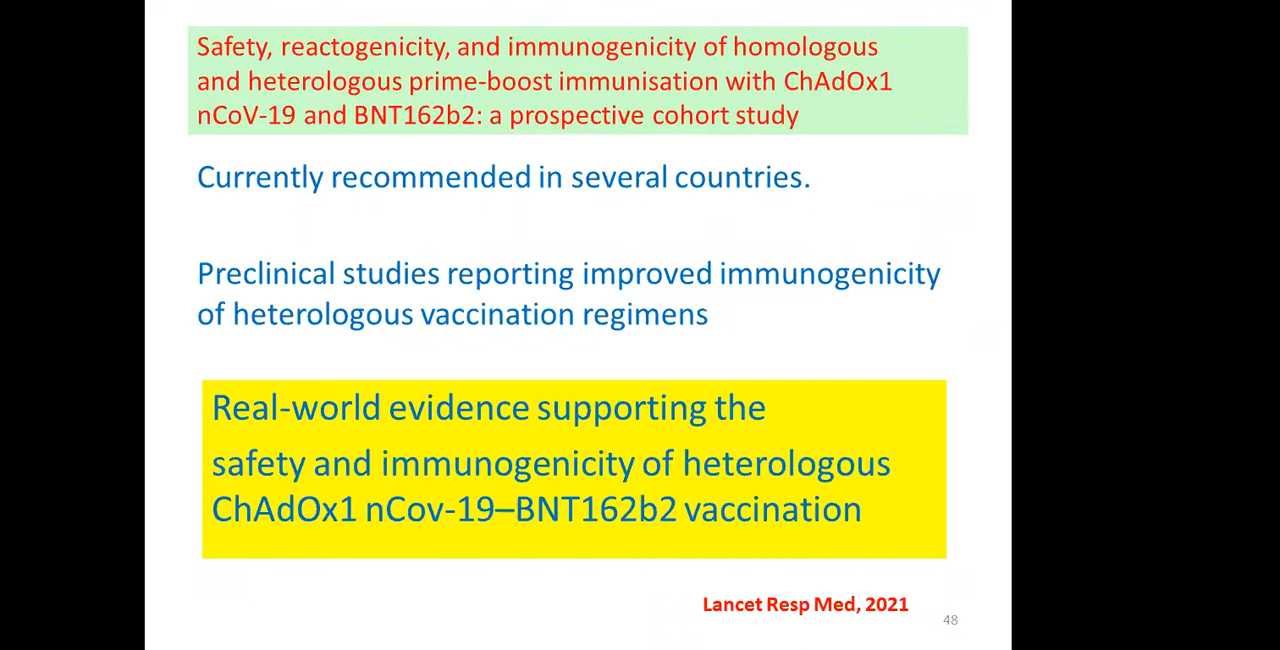 Safety, reactogenicity, and immunogenicity of homologous
and heterologous prime-boost immunisation with ChAdOx1
nCoV-19 and BNT162b2: a prospective cohort study
Currently recommended in several countries.
Preclinical studies reporting improved immunogenicity
of heterologous vaccination regimens
Real-world evidence supporting the
safety and immunogenicity of heterologous
ChAdOx1 nCov-19–BNT162b2 vaccination
Lancet Resp Med, 2021
48